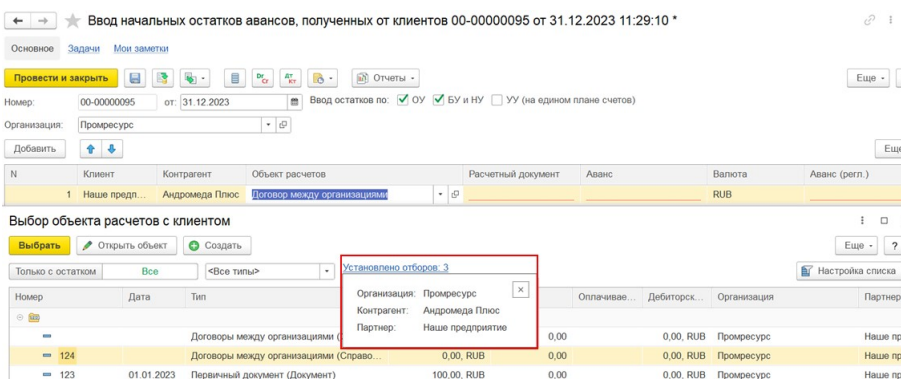 Ввод начальных остатков авансов, полученных от клиентов 00-00000095 от 31.12.2023 11:29:10 *
Основное Задачи Мои заметки
Провести и закрыть Dr Cr Дт Кт Отчеты Еще
Номер: 00-00000095 от: 31.12.2023 Ввод остатков по: ОУ БУ и НУ УУ (на едином плане счетов)
Организация: Промресурс
Добавить Еще
N Клиент Контрагент Объект расчетов Расчетный документ Аванс Валюта Аванс (регл.)
1 Наше предп... Андромеда Плюс Договор между организациями RUB
Выбор объекта расчетов с клиентом
Выбрать Открыть объект Создать Еще ?
Только с остатком Все <Все типы> Установлено отборов: 3 Настройка списка
Организация: Промресурс
Контрагент: Андромеда Плюс
Партнер: Наше предприятие
Номер Дата Тип Оплачивае... Дебиторск... Организация Партнер
Договоры между организациями ( 0,00 0,00, RUB Промресурс Наше пр
124 Договоры между организациями (Справо... 0,00, RUB 0,00 0,00, RUB Промресурс Наше пр
123 01.01.2023 Первичный документ (Документ) 100,00, RUB 0,00 0,00, RUB Промресурс Наше пр